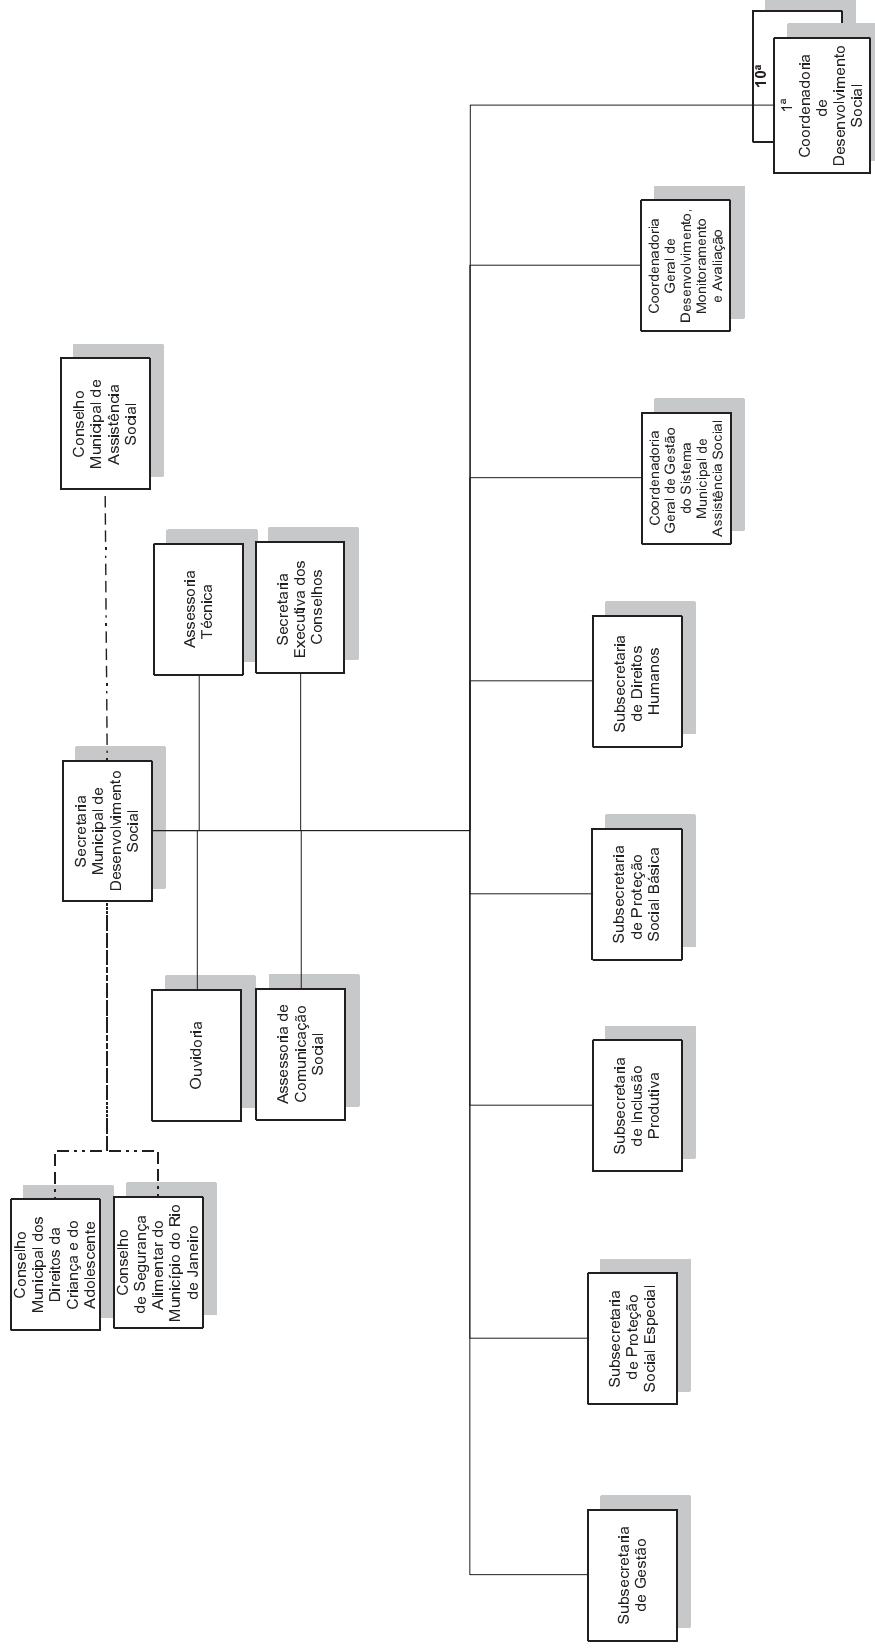 Conselho
Municipal dos
Direitos da
Criança e do
Adolescente
Conselho
de Segurança
Alimentar do
Município do Rio
de Janeiro
Secretaria
Municipal de
Desenvolvimento
Social
Conselho
Municipal de
Assistência
Social
Ouvidoria
Assessoria
Técnica
Assessoria de
Comunicação
Social
Secretaria
Executiva dos
Conselhos
Subsecretaria
de Gestão
Subsecretaria
de Proteção
Social Especial
Subsecretaria
de Inclusão
Produtiva
Subsecretaria
de Proteção
Social Básica
Subsecretaria
de Direitos
Humanos
Coordenadoria
Geral de Gestão
do Sistema
Municipal de
Assistência Social
Coordenadoria
Geral de
Desenvolvimento,
Monitoramento
e Avaliação
10ª
1ª
Coordenadoria
de
Desenvolvimento
Social